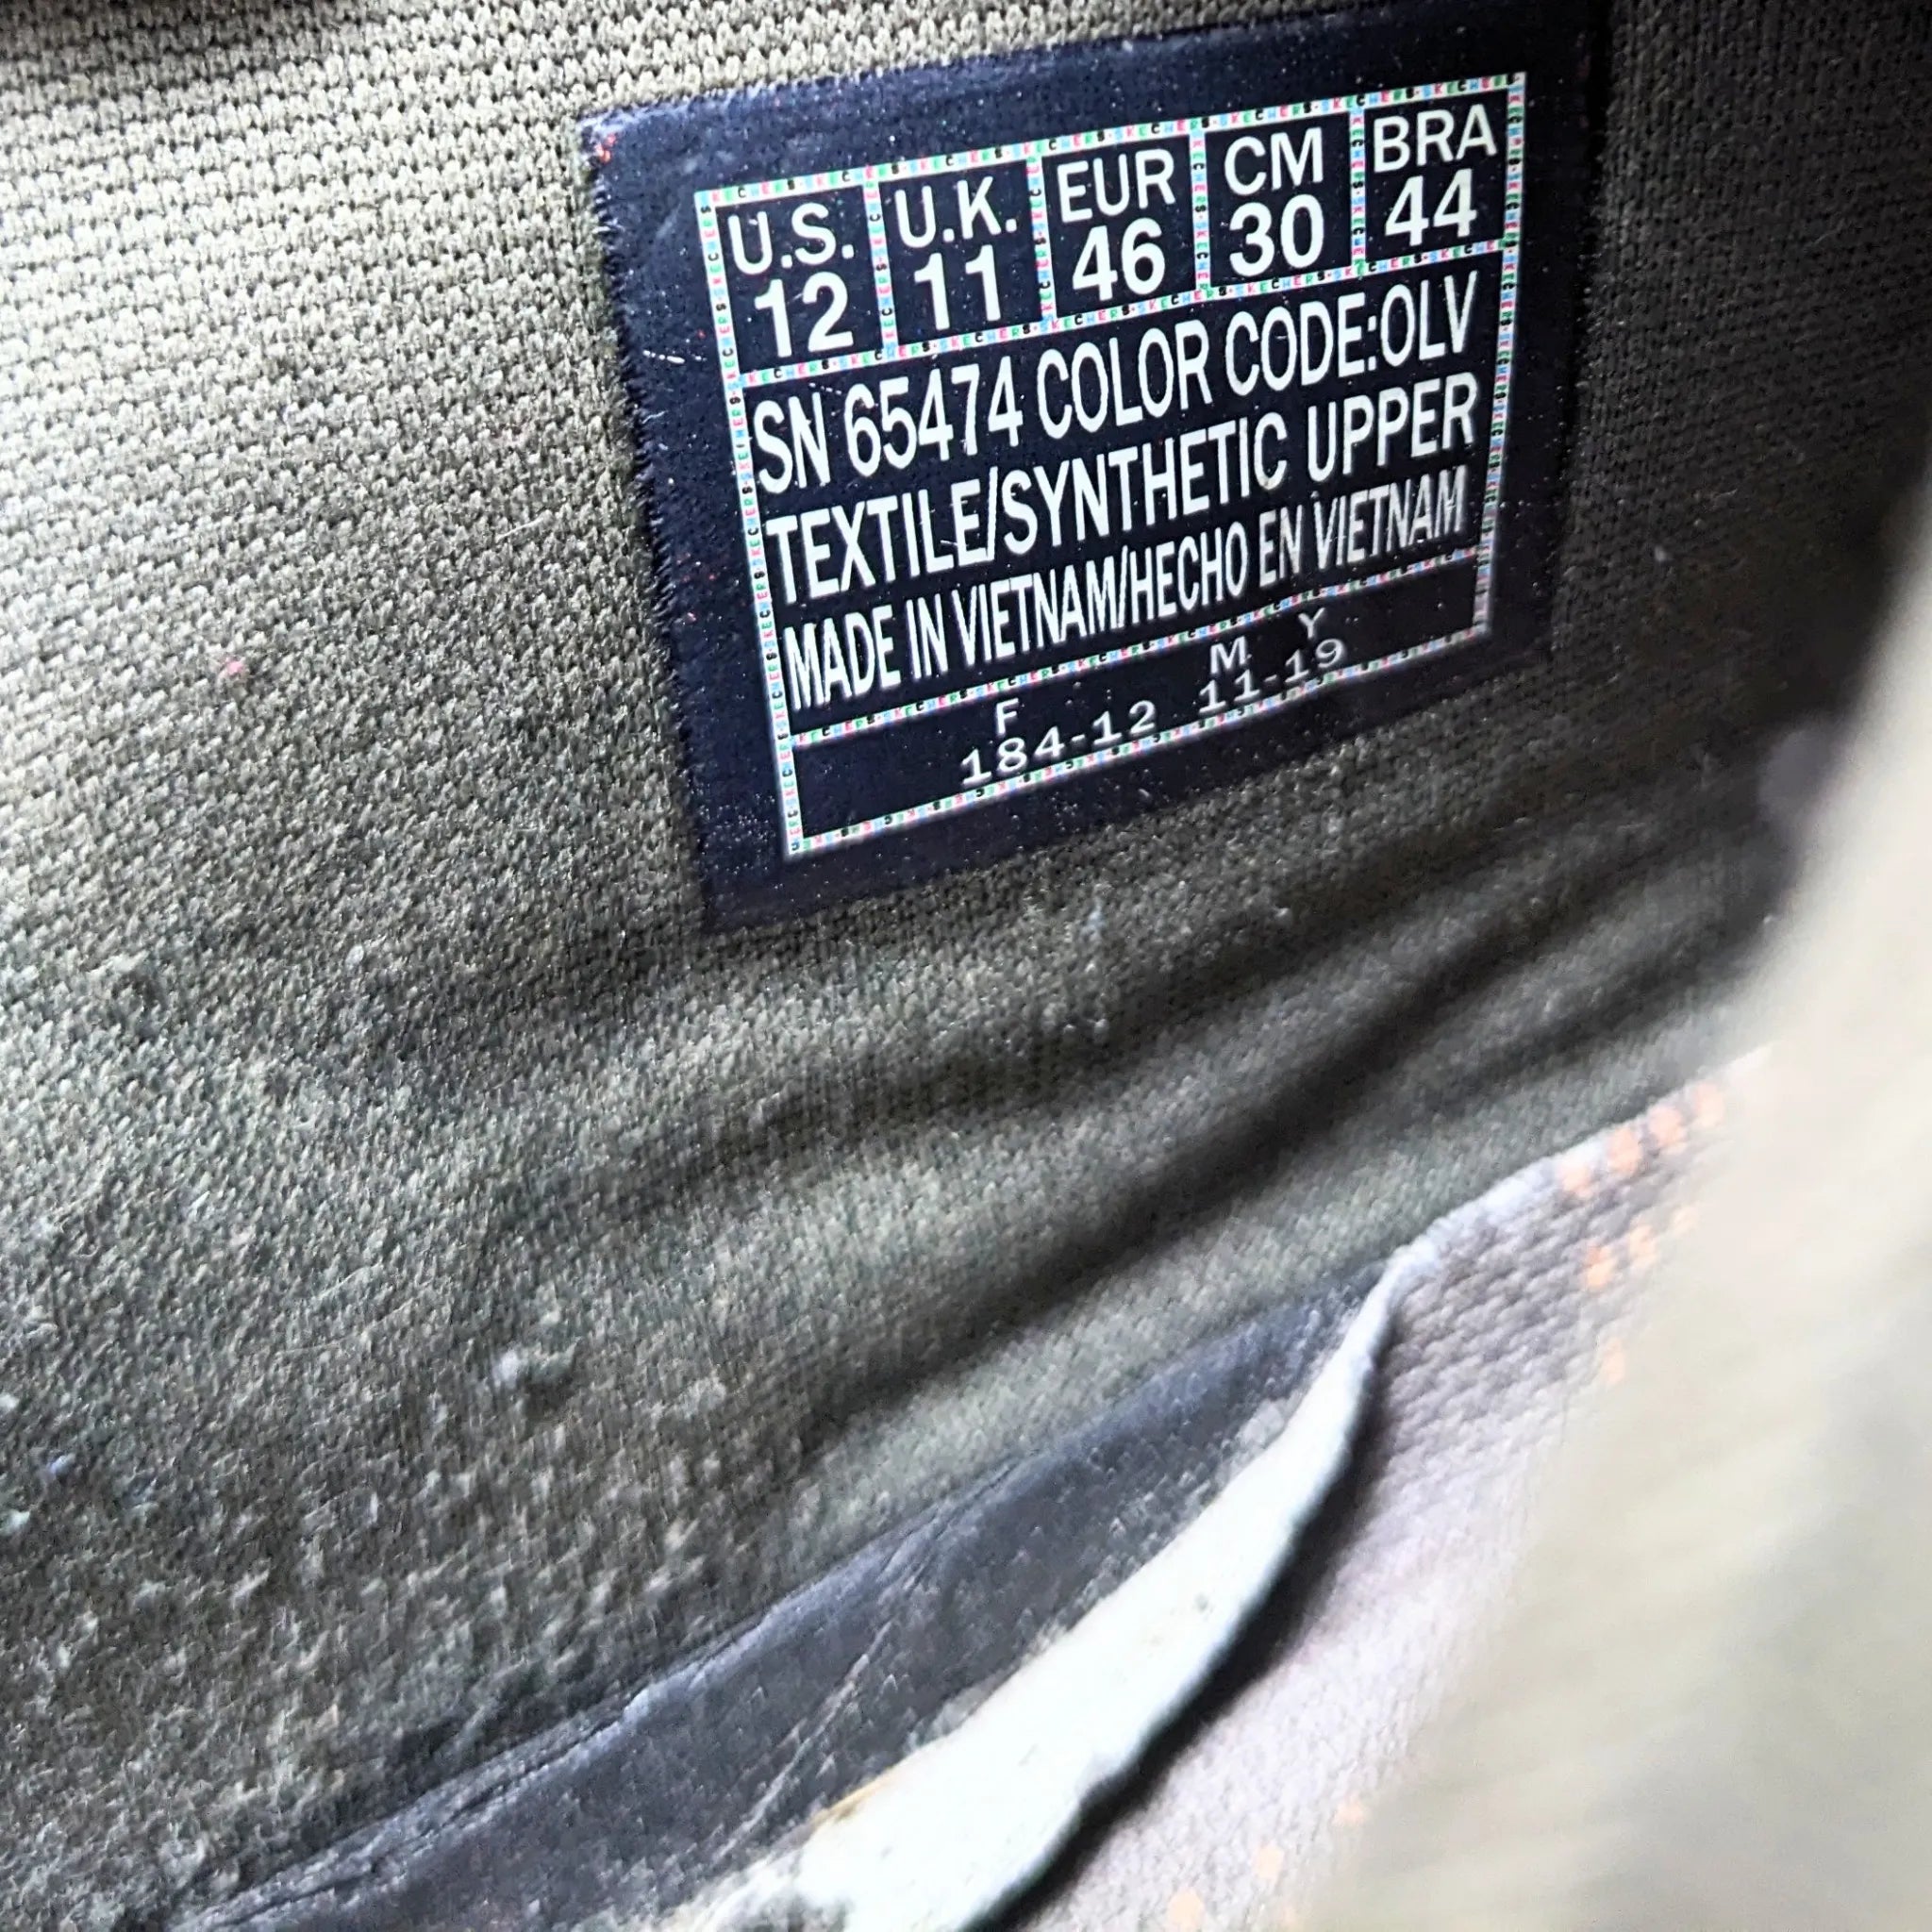 U.S. U.K. EUR CM BRA
12 11 46 30 44
SN 65474 COLOR CODE:OLV
TEXTILE/SYNTHETIC UPPER
MADE IN VIETNAM/HECHO EN VIETNAM
F M Y
184-12 11-19